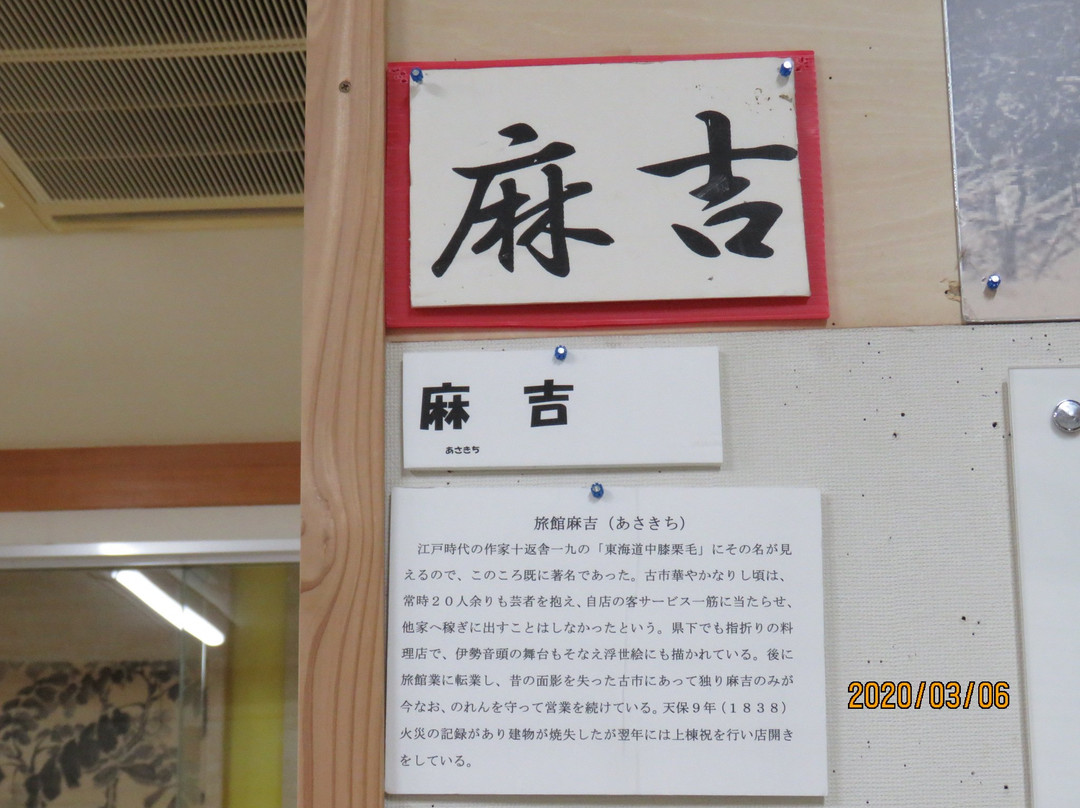 麻吉
麻吉
あさきち
旅館麻吉（あさきち）
江戸時代の作家十返舎一九の「東海道中膝栗毛」にその名が見
えるので、このころ既に著名であった。古市華やかなりし頃は、
常時２０人余りも芸者を抱え、自店の客サービス一筋に当たらせ、
他家へ稼ぎに出すことはしなかったという。県下でも指折りの料
理店で、伊勢音頭の舞台もそなえ浮世絵にも描かれている。後に
旅館業に転業し、昔の面影を失った古市にあって独り麻吉のみが
今なお、のれんを守って営業を続けている。天保９年（１８３８）
火災の記録があり建物が焼失したが翌年には上棟祝を行い店開き
をしている。
2020/03/06